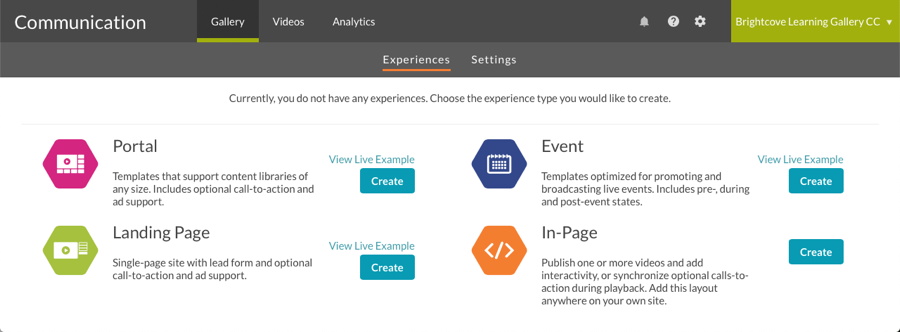 Communication
Gallery
Videos
Analytics
Brightcove Learning Gallery CC
Experiences
Settings
Currently, you do not have any experiences. Choose the experience type you would like to create.
Portal
Templates that support content libraries of
any size. Includes optional call-to-action and
ad support.
View Live Example
Create
Event
Templates optimized for promoting and
broadcasting live events. Includes pre-, during
and post-event states.
View Live Example
Create
Landing Page
Single-page site with lead form and optional
call-to-action and ad support.
View Live Example
Create
In-Page
Publish one or more videos and add
interactivity, or synchronize optional calls-to-
action during playback. Add this layout
anywhere on your own site.
Create